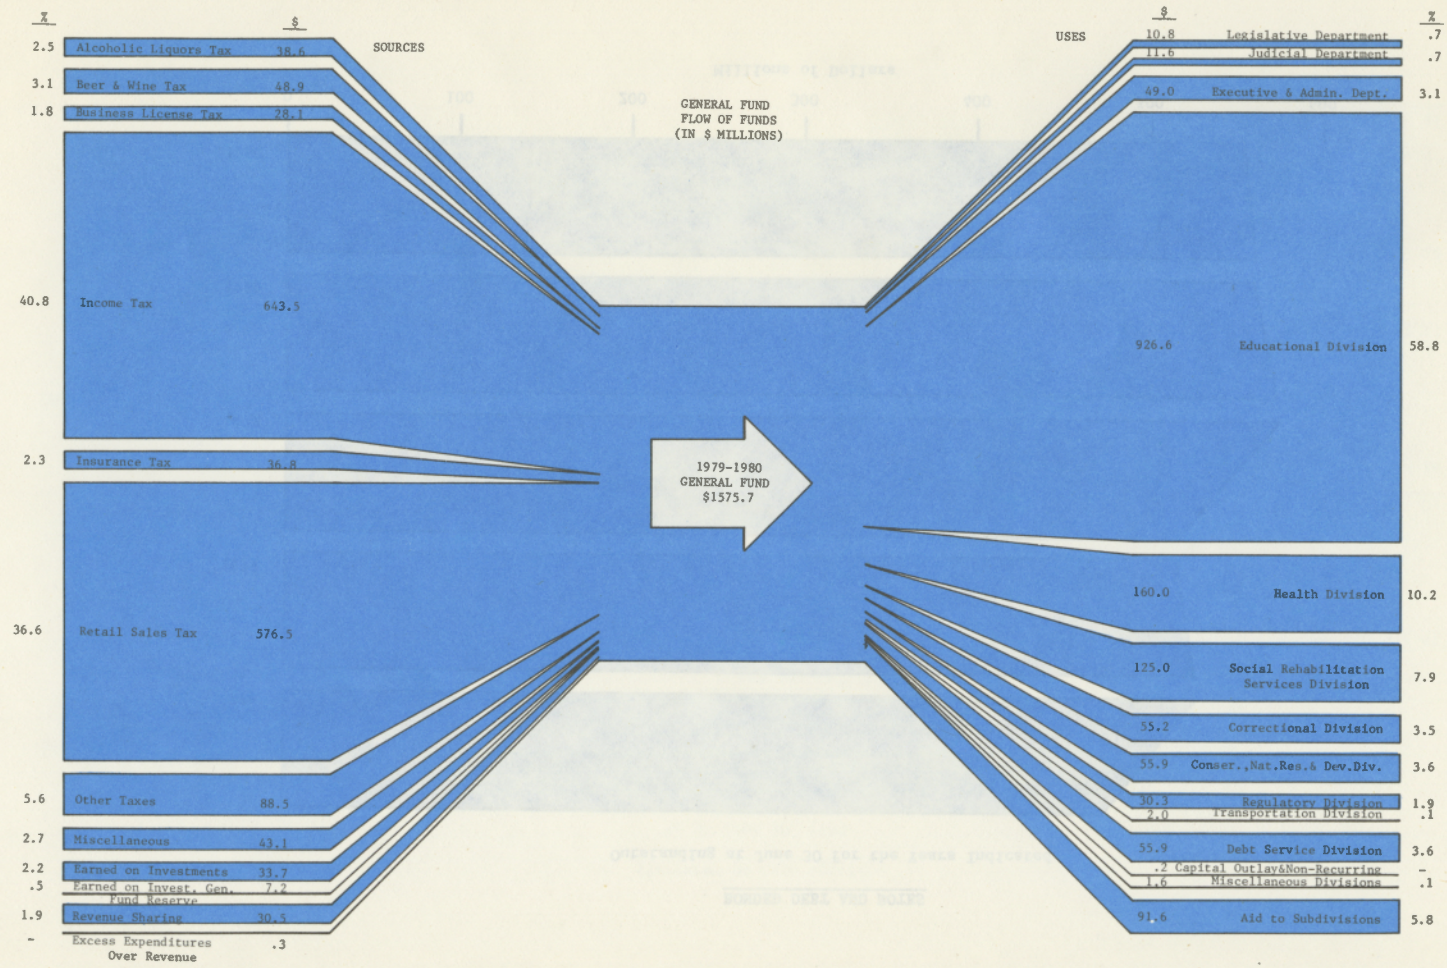 % $
SOURCES
2.5 Alcoholic Liquors Tax 38.6
3.1 Beer & Wine Tax 48.9
1.8 Business License Tax 28.1
40.8 Income Tax 643.5
2.3 Insurance Tax 36.8
36.6 Retail Sales Tax 576.5
5.6 Other Taxes 88.5
2.7 Miscellaneous 43.1
2.2 Earned on Investments 33.7
.5 Earned on Invest. Gen. 7.2
Fund Reserve
1.9 Revenue Sharing 30.5
- Excess Expenditures .3
Over Revenue
GENERAL FUND
FLOW OF FUNDS
(IN $ MILLIONS)
1979-1980
GENERAL FUND
$1575.7
$ %
USES
10.8 Legislative Department .7
11.6 Judicial Department .7
49.0 Executive & Admin. Dept. 3.1
926.6 Educational Division 58.8
160.0 Health Division 10.2
125.0 Social Rehabilitation 7.9
Services Division
55.2 Correctional Division 3.5
55.9 Conser.,Nat.Res.& Dev.Div. 3.6
30.3 Regulatory Division 1.9
2.0 Transportation Division .1
55.9 Debt Service Division 3.6
.2 Capital Outlay&Non-Recurring -
1.6 Miscellaneous Divisions .1
91.6 Aid to Subdivisions 5.8